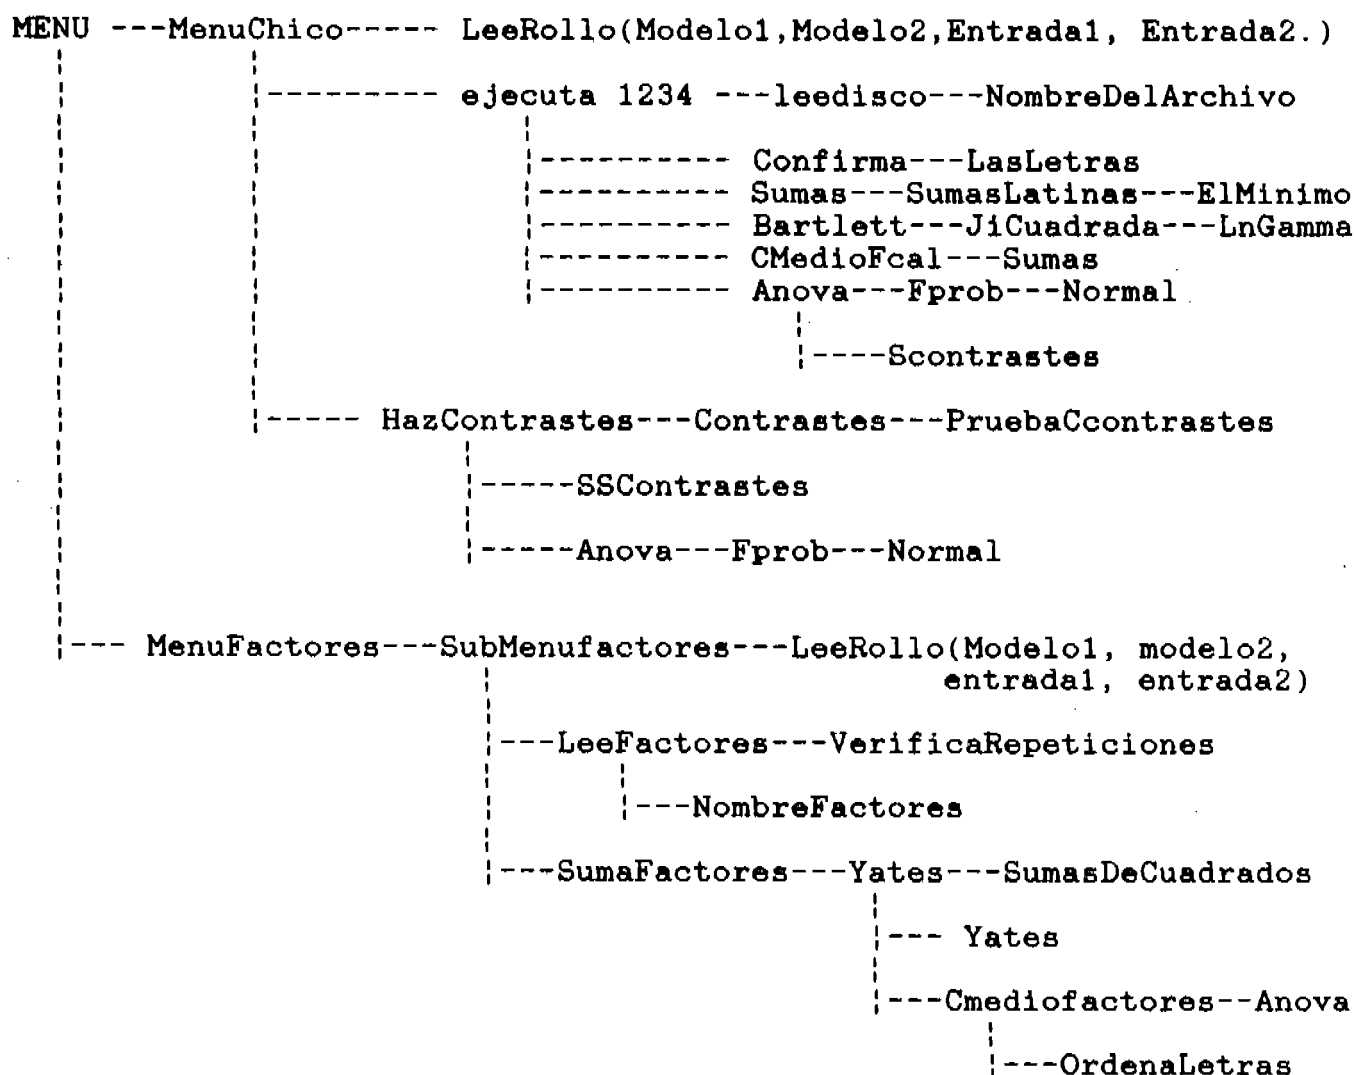 MENU ---MenuChico----- LeeRollo(Modelo1,Modelo2,Entrada1, Entrada2.)
|--------- ejecuta 1234 ---leedisco---NombreDelArchivo
|---------- Confirma---LasLetras
|---------- Sumas---SumasLatinas---ElMinimo
|---------- Bartlett---JiCuadrada---LnGamma
|---------- CMedioFcal---Sumas
|---------- Anova---Fprob---Normal
|----Scontrastes
|----- HazContrastes---Contrastes---PruebaCcontrastes
|-----SSContrastes
|-----Anova---Fprob---Normal
|--- MenuFactores---SubMenufactores---LeeRollo(Modelo1, modelo2,
entrada1, entrada2)
|---LeeFactores---VerificaRepeticiones
|---NombreFactores
|---SumaFactores---Yates---SumasDeCuadrados
|--- Yates
|---Cmediofactores--Anova
|---OrdenaLetras